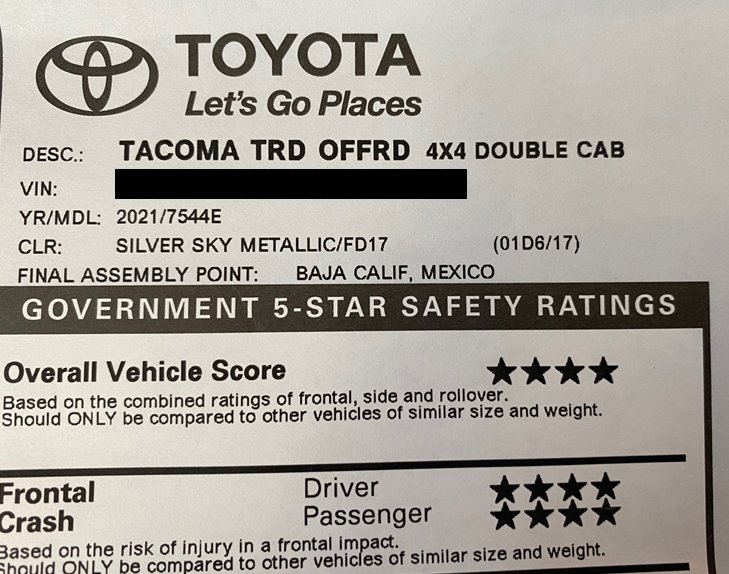 TOYOTA
Let's Go Places
DESC.: TACOMA TRD OFFRD 4X4 DOUBLE CAB
VIN:
YR/MDL: 2021/7544E
CLR: SILVER SKY METALLIC/FD17 (01D6/17)
FINAL ASSEMBLY POINT: BAJA CALIF, MEXICO
GOVERNMENT 5-STAR SAFETY RATINGS
Overall Vehicle Score ★★★★
Based on the combined ratings of frontal, side and rollover.
Should ONLY be compared to other vehicles of similar size and weight.
Frontal Driver ★★★★
Crash Passenger ★★★★
Based on the risk of injury in a frontal impact.
Should ONLY be compared to other vehicles of similar size and weight.